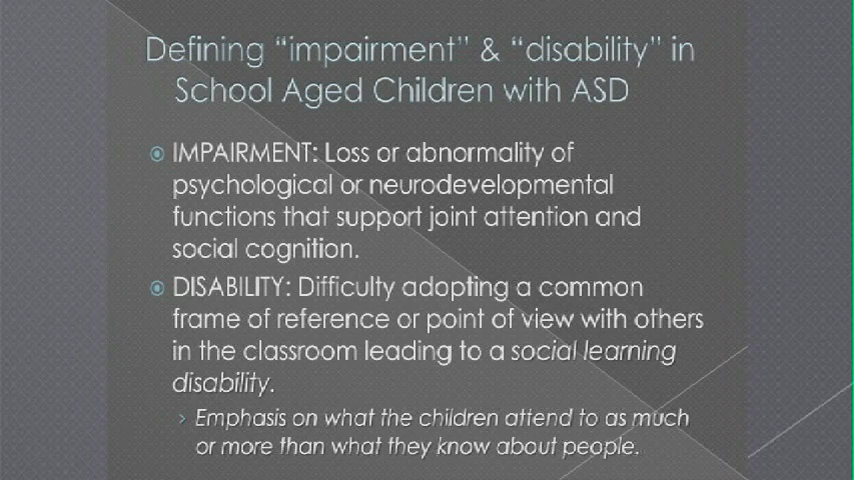 Defining “impairment” & “disability” in
School Aged Children with ASD
IMPAIRMENT: Loss or abnormality of
psychological or neurodevelopmental
functions that support joint attention and
social cognition.
DISABILITY: Difficulty adopting a common
frame of reference or point of view with others
in the classroom leading to a social learning
disability.
Emphasis on what the children attend to as much
or more than what they know about people.